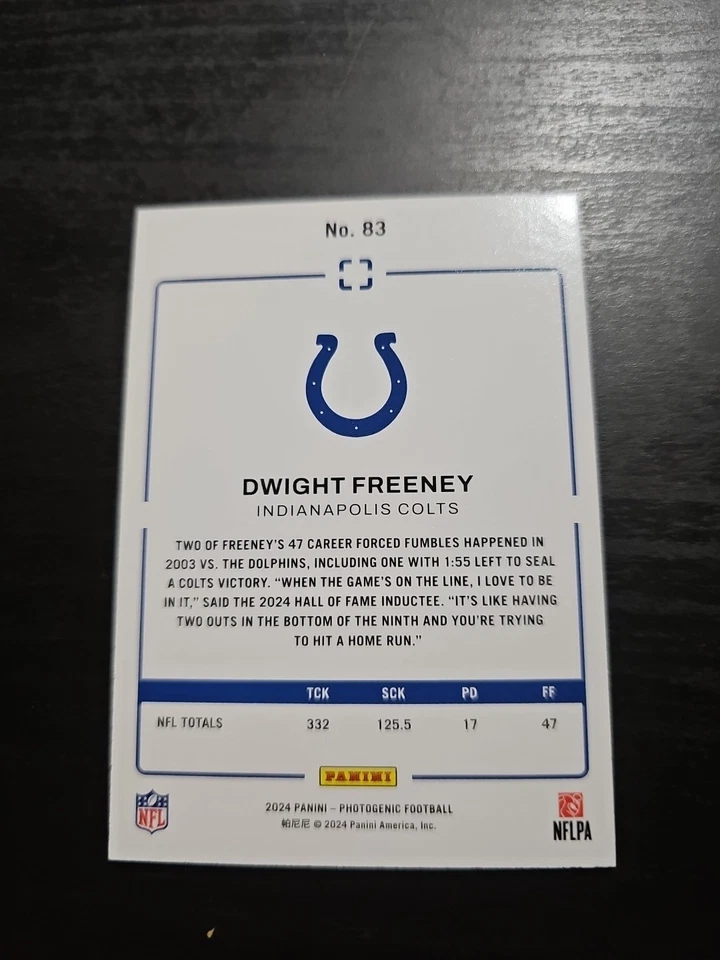 No. 83
DWIGHT FREENEY
INDIANAPOLIS COLTS
TWO OF FREENEY'S 47 CAREER FORCED FUMBLES HAPPENED IN
2003 VS. THE DOLPHINS, INCLUDING ONE WITH 1:55 LEFT TO SEAL
A COLTS VICTORY. “WHEN THE GAME'S ON THE LINE, I LOVE TO BE
IN IT,” SAID THE 2024 HALL OF FAME INDUCTEE. “IT'S LIKE HAVING
TWO OUTS IN THE BOTTOM OF THE NINTH AND YOU'RE TRYING
TO HIT A HOME RUN.”
TCK SCK PD FF
NFL TOTALS 332 125.5 17 47
PANINI
NFL
2024 PANINI – PHOTOGENIC FOOTBALL
帕尼尼 © 2024 Panini America, Inc.
NFLPA